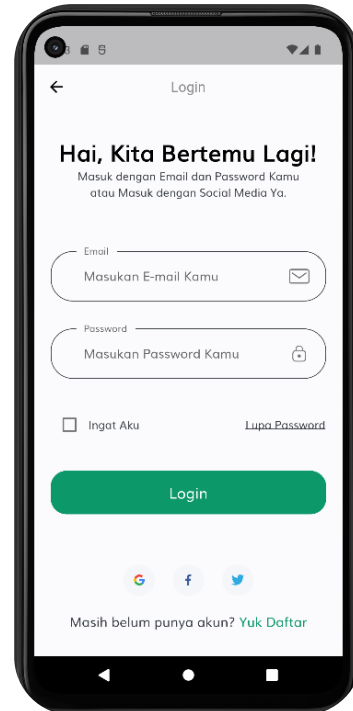 Login
Hai, Kita Bertemu Lagi!
Masuk dengan Email dan Password Kamu
atau Masuk dengan Social Media Ya.
Email
Masukan E-mail Kamu
Password
Masukan Password Kamu
Ingat Aku Lupa Password
Login
Masih belum punya akun? Yuk Daftar